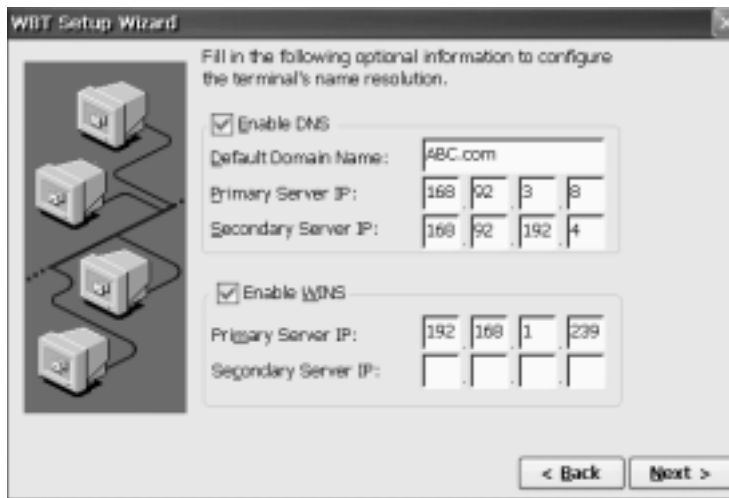 WBT Setup Wizard
Fill in the following optional information to configure
the terminal's name resolution.
Enable DNS
Default Domain Name: ABC.com
Primary Server IP: 168 . 92 . 3 . 8
Secondary Server IP: 168 . 92 . 192 . 4
Enable WINS
Primary Server IP: 192 . 168 . 1 . 239
Secondary Server IP: . . .
< Back Next >